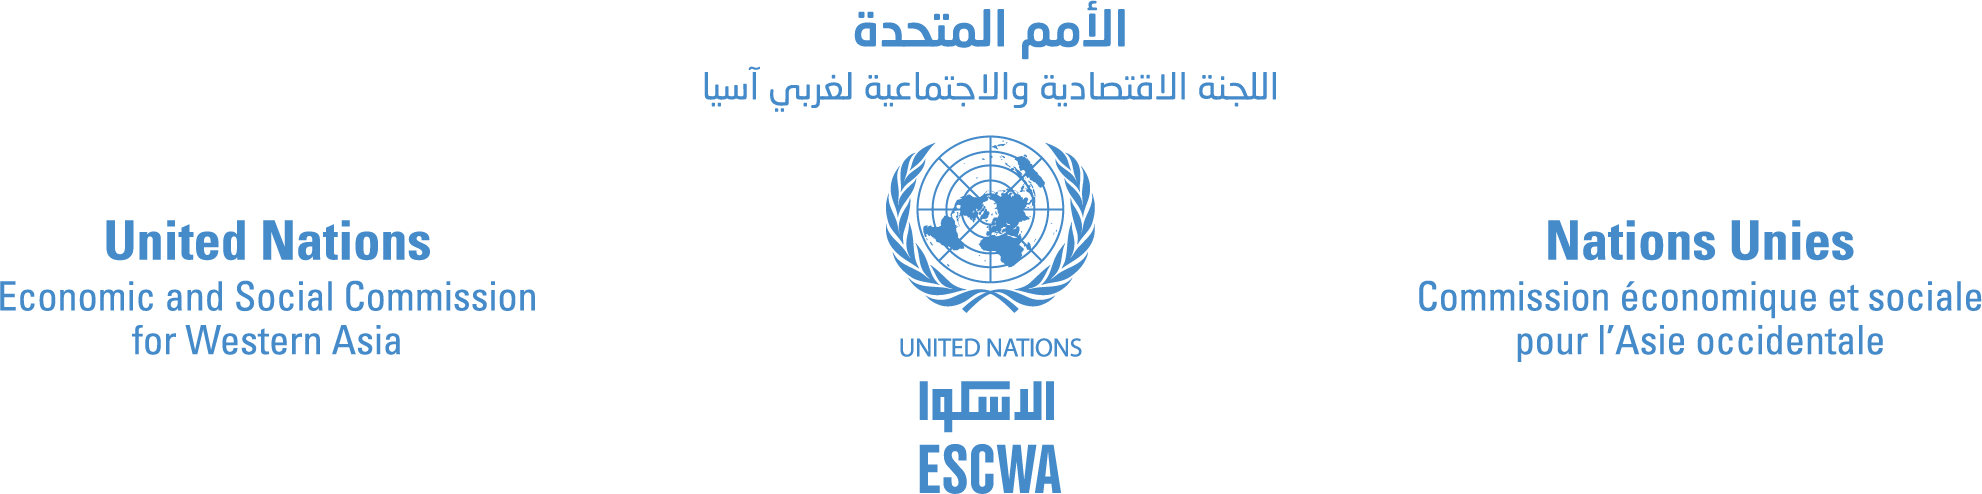 الأمم المتحدة
اللجنة الاقتصادية والاجتماعية لغربي آسيا
United Nations
Economic and Social Commission
for Western Asia
UNITED NATIONS
الاسكوا
ESCWA
Nations Unies
Commission économique et sociale
pour l’Asie occidentale